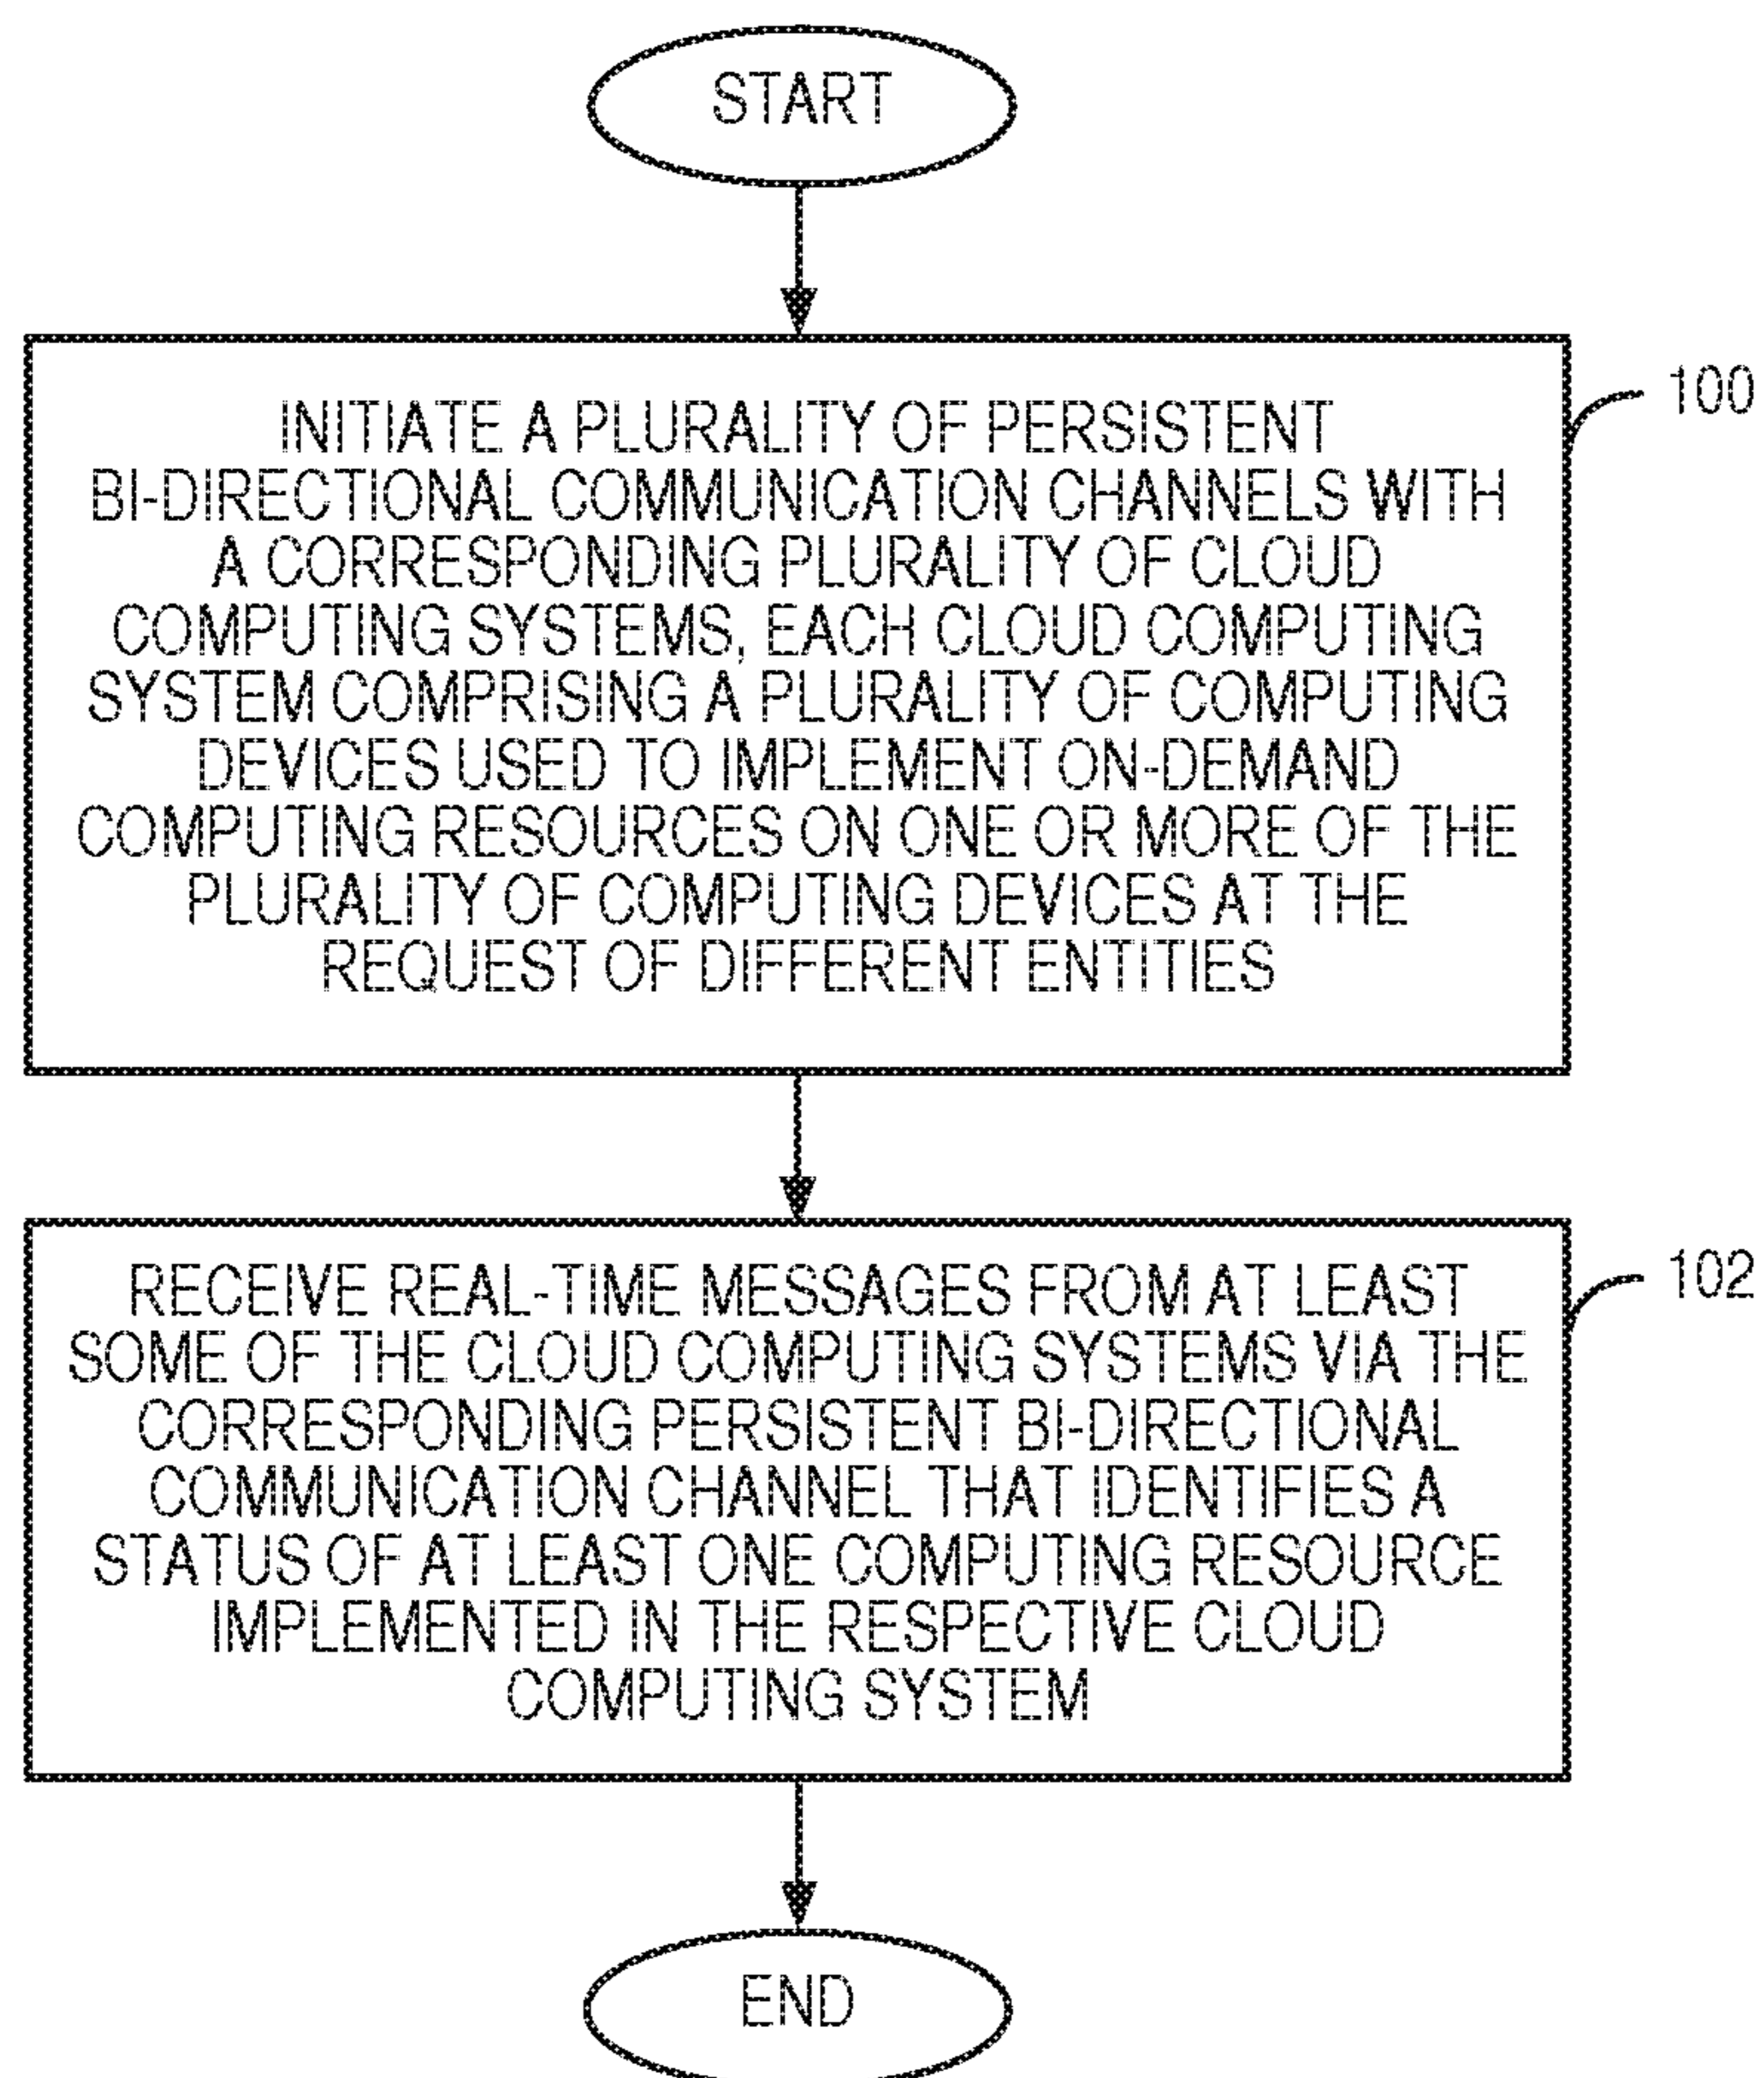 START
100
INITIATE A PLURALITY OF PERSISTENT
BI-DIRECTIONAL COMMUNICATION CHANNELS WITH
A CORRESPONDING PLURALITY OF CLOUD
COMPUTING SYSTEMS, EACH CLOUD COMPUTING
SYSTEM COMPRISING A PLURALITY OF COMPUTING
DEVICES USED TO IMPLEMENT ON-DEMAND
COMPUTING RESOURCES ON ONE OR MORE OF THE
PLURALITY OF COMPUTING DEVICES AT THE
REQUEST OF DIFFERENT ENTITIES
102
RECEIVE REAL-TIME MESSAGES FROM AT LEAST
SOME OF THE CLOUD COMPUTING SYSTEMS VIA THE
CORRESPONDING PERSISTENT BI-DIRECTIONAL
COMMUNICATION CHANNEL THAT IDENTIFIES A
STATUS OF AT LEAST ONE COMPUTING RESOURCE
IMPLEMENTED IN THE RESPECTIVE CLOUD
COMPUTING SYSTEM
END